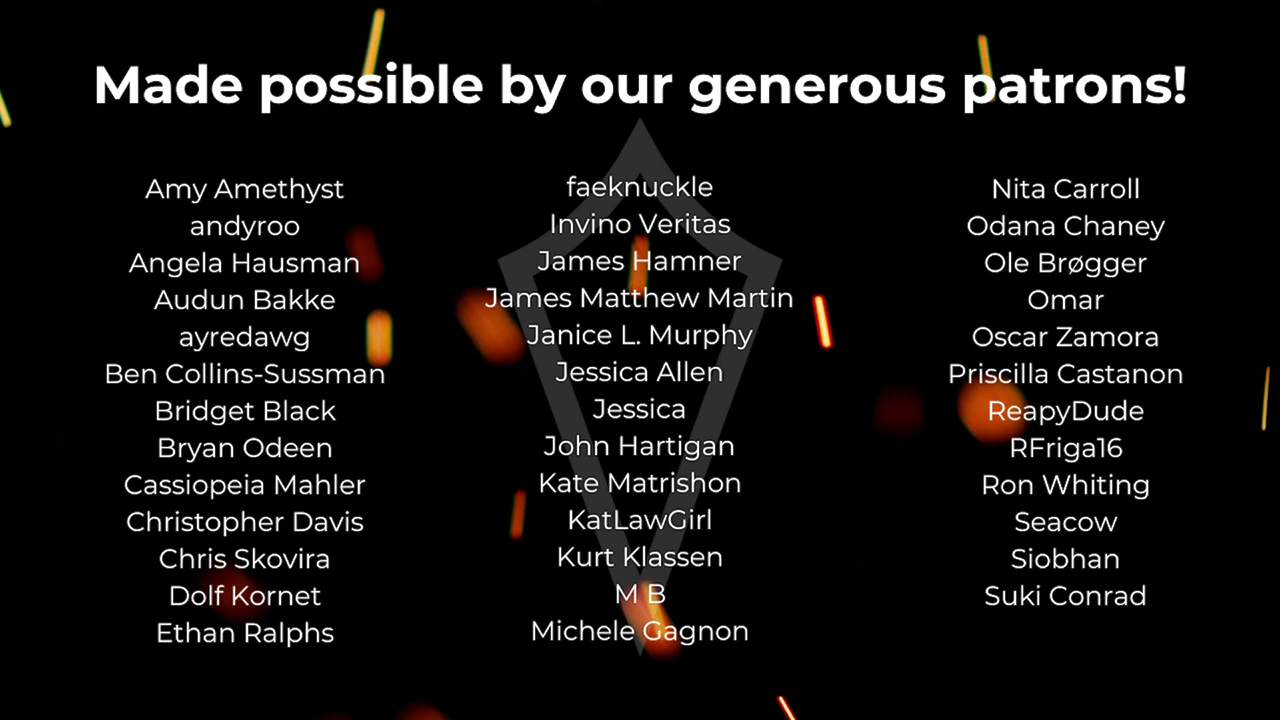 Made possible by our generous patrons!
Amy Amethyst
andyroo
Angela Hausman
Audun Bakke
ayredawg
Ben Collins-Sussman
Bridget Black
Bryan Odeen
Cassiopeia Mahler
Christopher Davis
Chris Skovira
Dolf Kornet
Ethan Ralphs
faeknuckle
Invino Veritas
James Hamner
James Matthew Martin
Janice L. Murphy
Jessica Allen
Jessica
John Hartigan
Kate Matrishon
KatLawGirl
Kurt Klassen
M B
Michele Gagnon
Nita Carroll
Odana Chaney
Ole Brøgger
Omar
Oscar Zamora
Priscilla Castanon
ReapyDude
RFriga16
Ron Whiting
Seacow
Siobhan
Suki Conrad